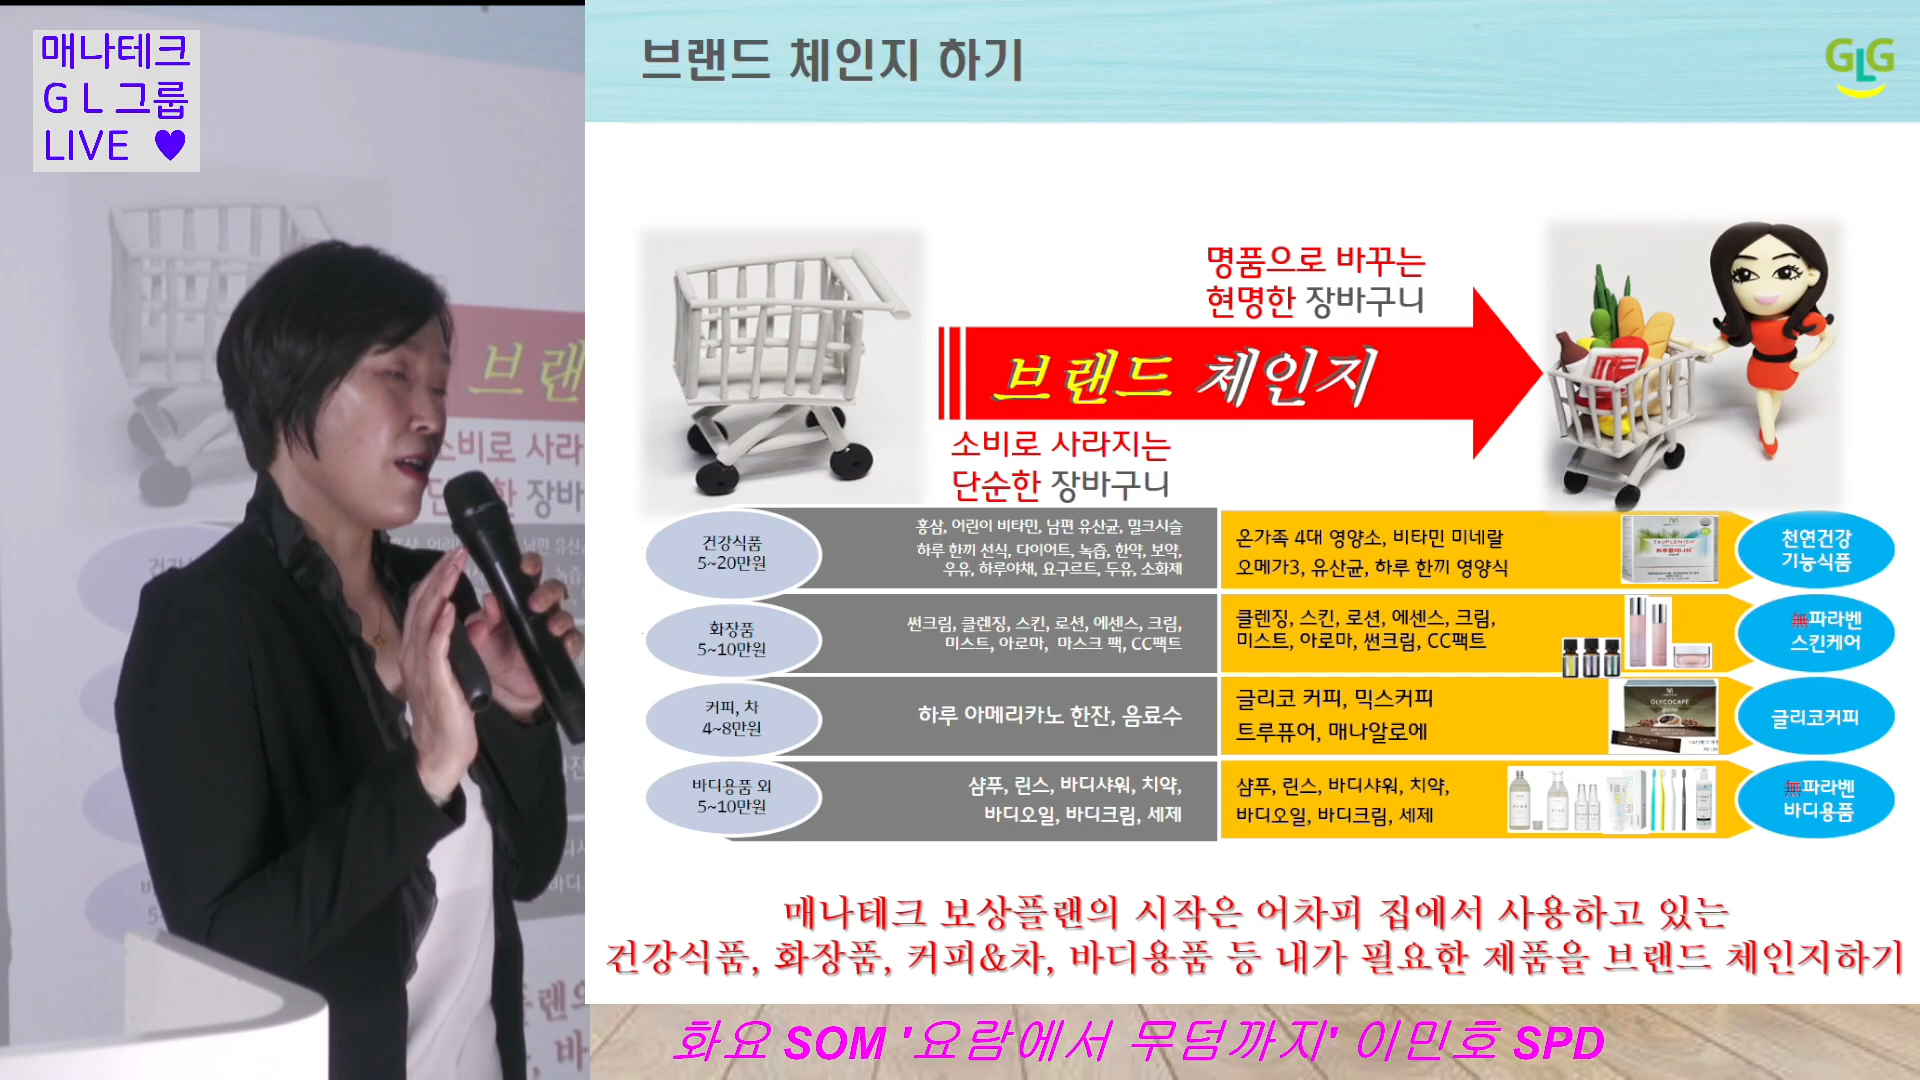 매나테크
G L 그룹
LIVE ♥
브랜드 체인지 하기
GLG
명품으로 바꾸는
현명한 장바구니
브랜드 체인지
소비로 사라지는
단순한 장바구니
건강식품
5~20만원
홍삼, 어린이 비타민, 남편 유산균, 밀크시슬
하루 한끼 선식, 다이어트, 녹즙, 한약, 보약,
우유, 하루야채, 요구르트, 두유, 소화제
온가족 4대 영양소, 비타민 미네랄
오메가3, 유산균, 하루 한끼 영양식
천연건강
기능식품
화장품
5~10만원
썬크림, 클렌징, 스킨, 로션, 에센스, 크림,
미스트, 아로마, 마스크 팩, CC팩트
클렌징, 스킨, 로션, 에센스, 크림,
미스트, 아로마, 썬크림, CC팩트
無파라벤
스킨케어
커피, 차
4~8만원
하루 아메리카노 한잔, 음료수
글리코 커피, 믹스커피
트루퓨어, 매나알로에
GLYCOCAFÉ
글리코커피
바디용품 외
5~10만원
샴푸, 린스, 바디샤워, 치약,
바디오일, 바디크림, 세제
샴푸, 린스, 바디샤워, 치약,
바디오일, 바디크림, 세제
無파라벤
바디용품
매나테크 보상플랜의 시작은 어차피 집에서 사용하고 있는
건강식품, 화장품, 커피&차, 바디용품 등 내가 필요한 제품을 브랜드 체인지하기
화요 SOM '요람에서 무덤까지' 이민호 SPD